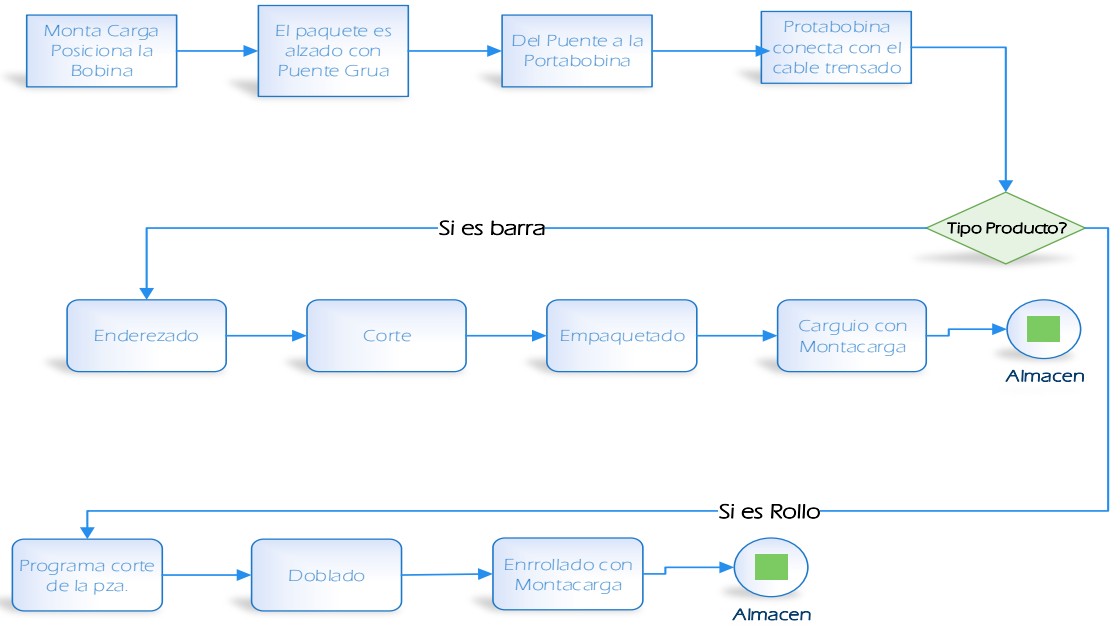 Monta Carga
Posiciona la
Bobina
El paquete es
alzado con
Puente Grua
Del Puente a la
Portabobina
Protabobina
conecta con el
cable trensado
Tipo Producto?
Si es barra
Enderezado
Corte
Empaquetado
Carguio con
Montacarga
Almacen
Si es Rollo
Programa corte
de la pza.
Doblado
Enrrollado con
Montacarga
Almacen